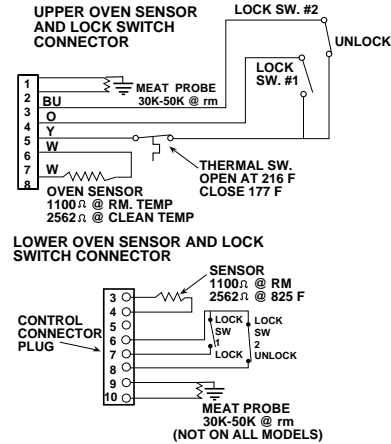 UPPER OVEN SENSOR
AND LOCK SWITCH
CONNECTOR
LOCK SW. #2
UNLOCK
LOCK
SW. #1
1
2
3
4
5
6
7
8
MEAT PROBE
30K-50K @ rm
BU
O
Y
W
W
THERMAL SW.
OPEN AT 216 F
CLOSE 177 F
OVEN SENSOR
1100Ω @ RM. TEMP
2562Ω @ CLEAN TEMP
LOWER OVEN SENSOR AND LOCK
SWITCH CONNECTOR
SENSOR
1100Ω @ RM
2562Ω @ 825 F
CONTROL
CONNECTOR
PLUG
3
4
5
6
7
8
9
10
LOCK
SW
1
LOCK
LOCK
SW
2
UNLOCK
MEAT PROBE
30K-50K @ rm
(NOT ON ALL MODELS)